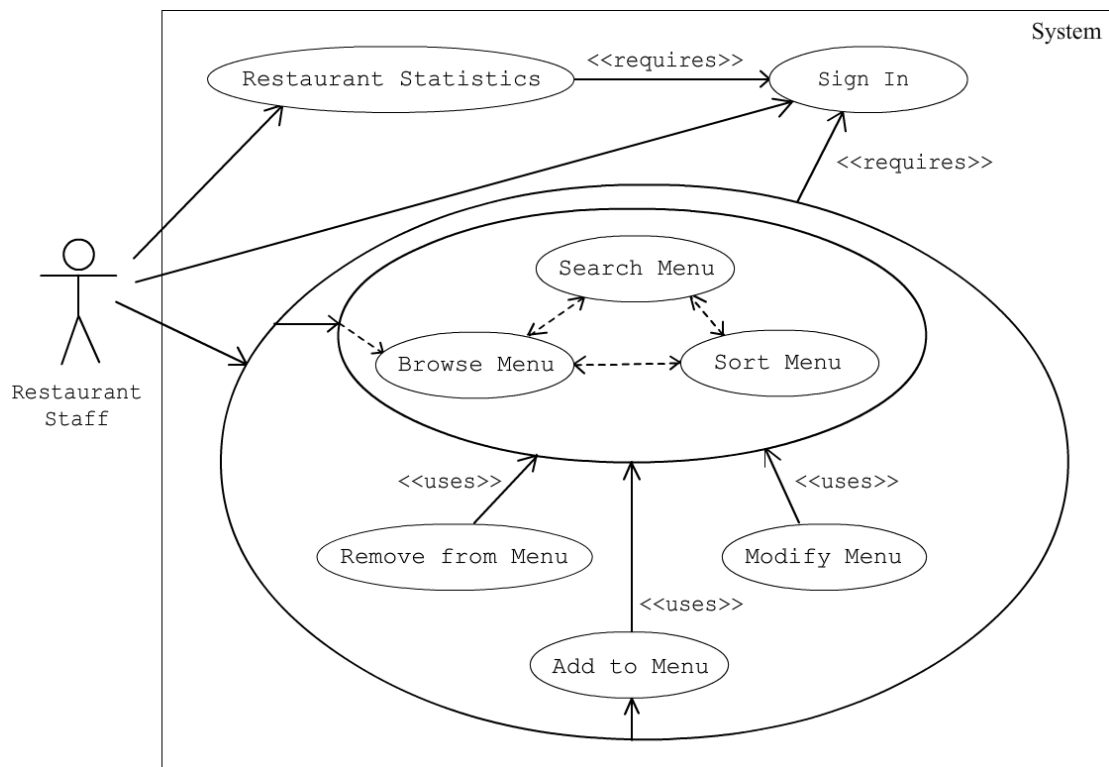 System
<<requires>>
Restaurant Statistics
Sign In
<<requires>>
Search Menu
Browse Menu
Sort Menu
Restaurant
Staff
<<uses>>
<<uses>>
Remove from Menu
Modify Menu
<<uses>>
Add to Menu